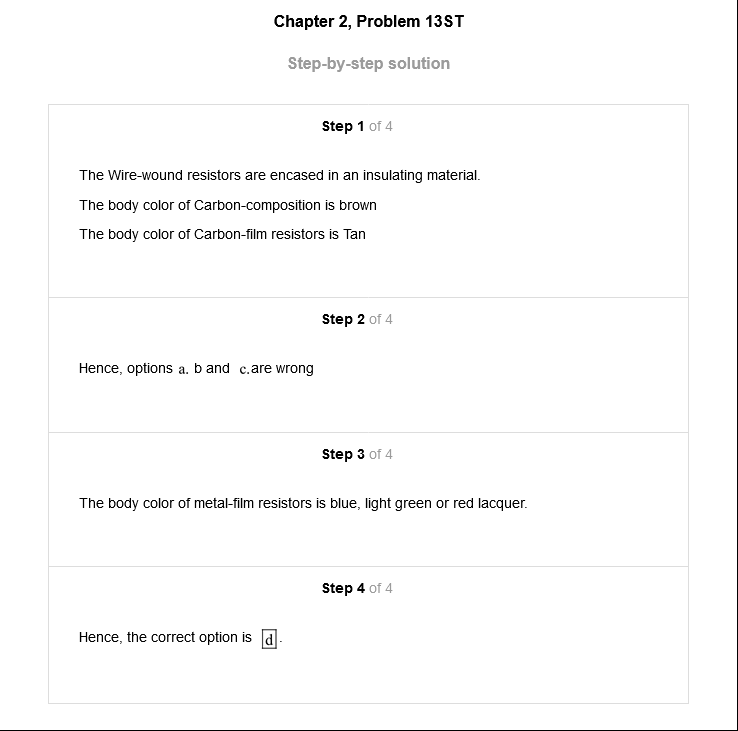 Chapter 2, Problem 13ST
Step-by-step solution
Step 1 of 4
The Wire-wound resistors are encased in an insulating material.
The body color of Carbon-composition is brown
The body color of Carbon-film resistors is Tan
Step 2 of 4
Hence, options a. b and c.are wrong
Step 3 of 4
The body color of metal-film resistors is blue, light green or red lacquer.
Step 4 of 4
Hence, the correct option is d.